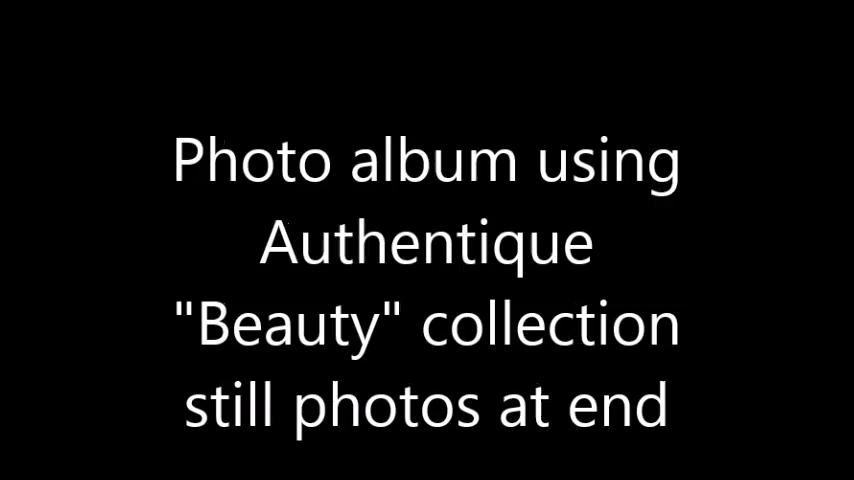 Photo album using
Authentique
"Beauty" collection
still photos at end